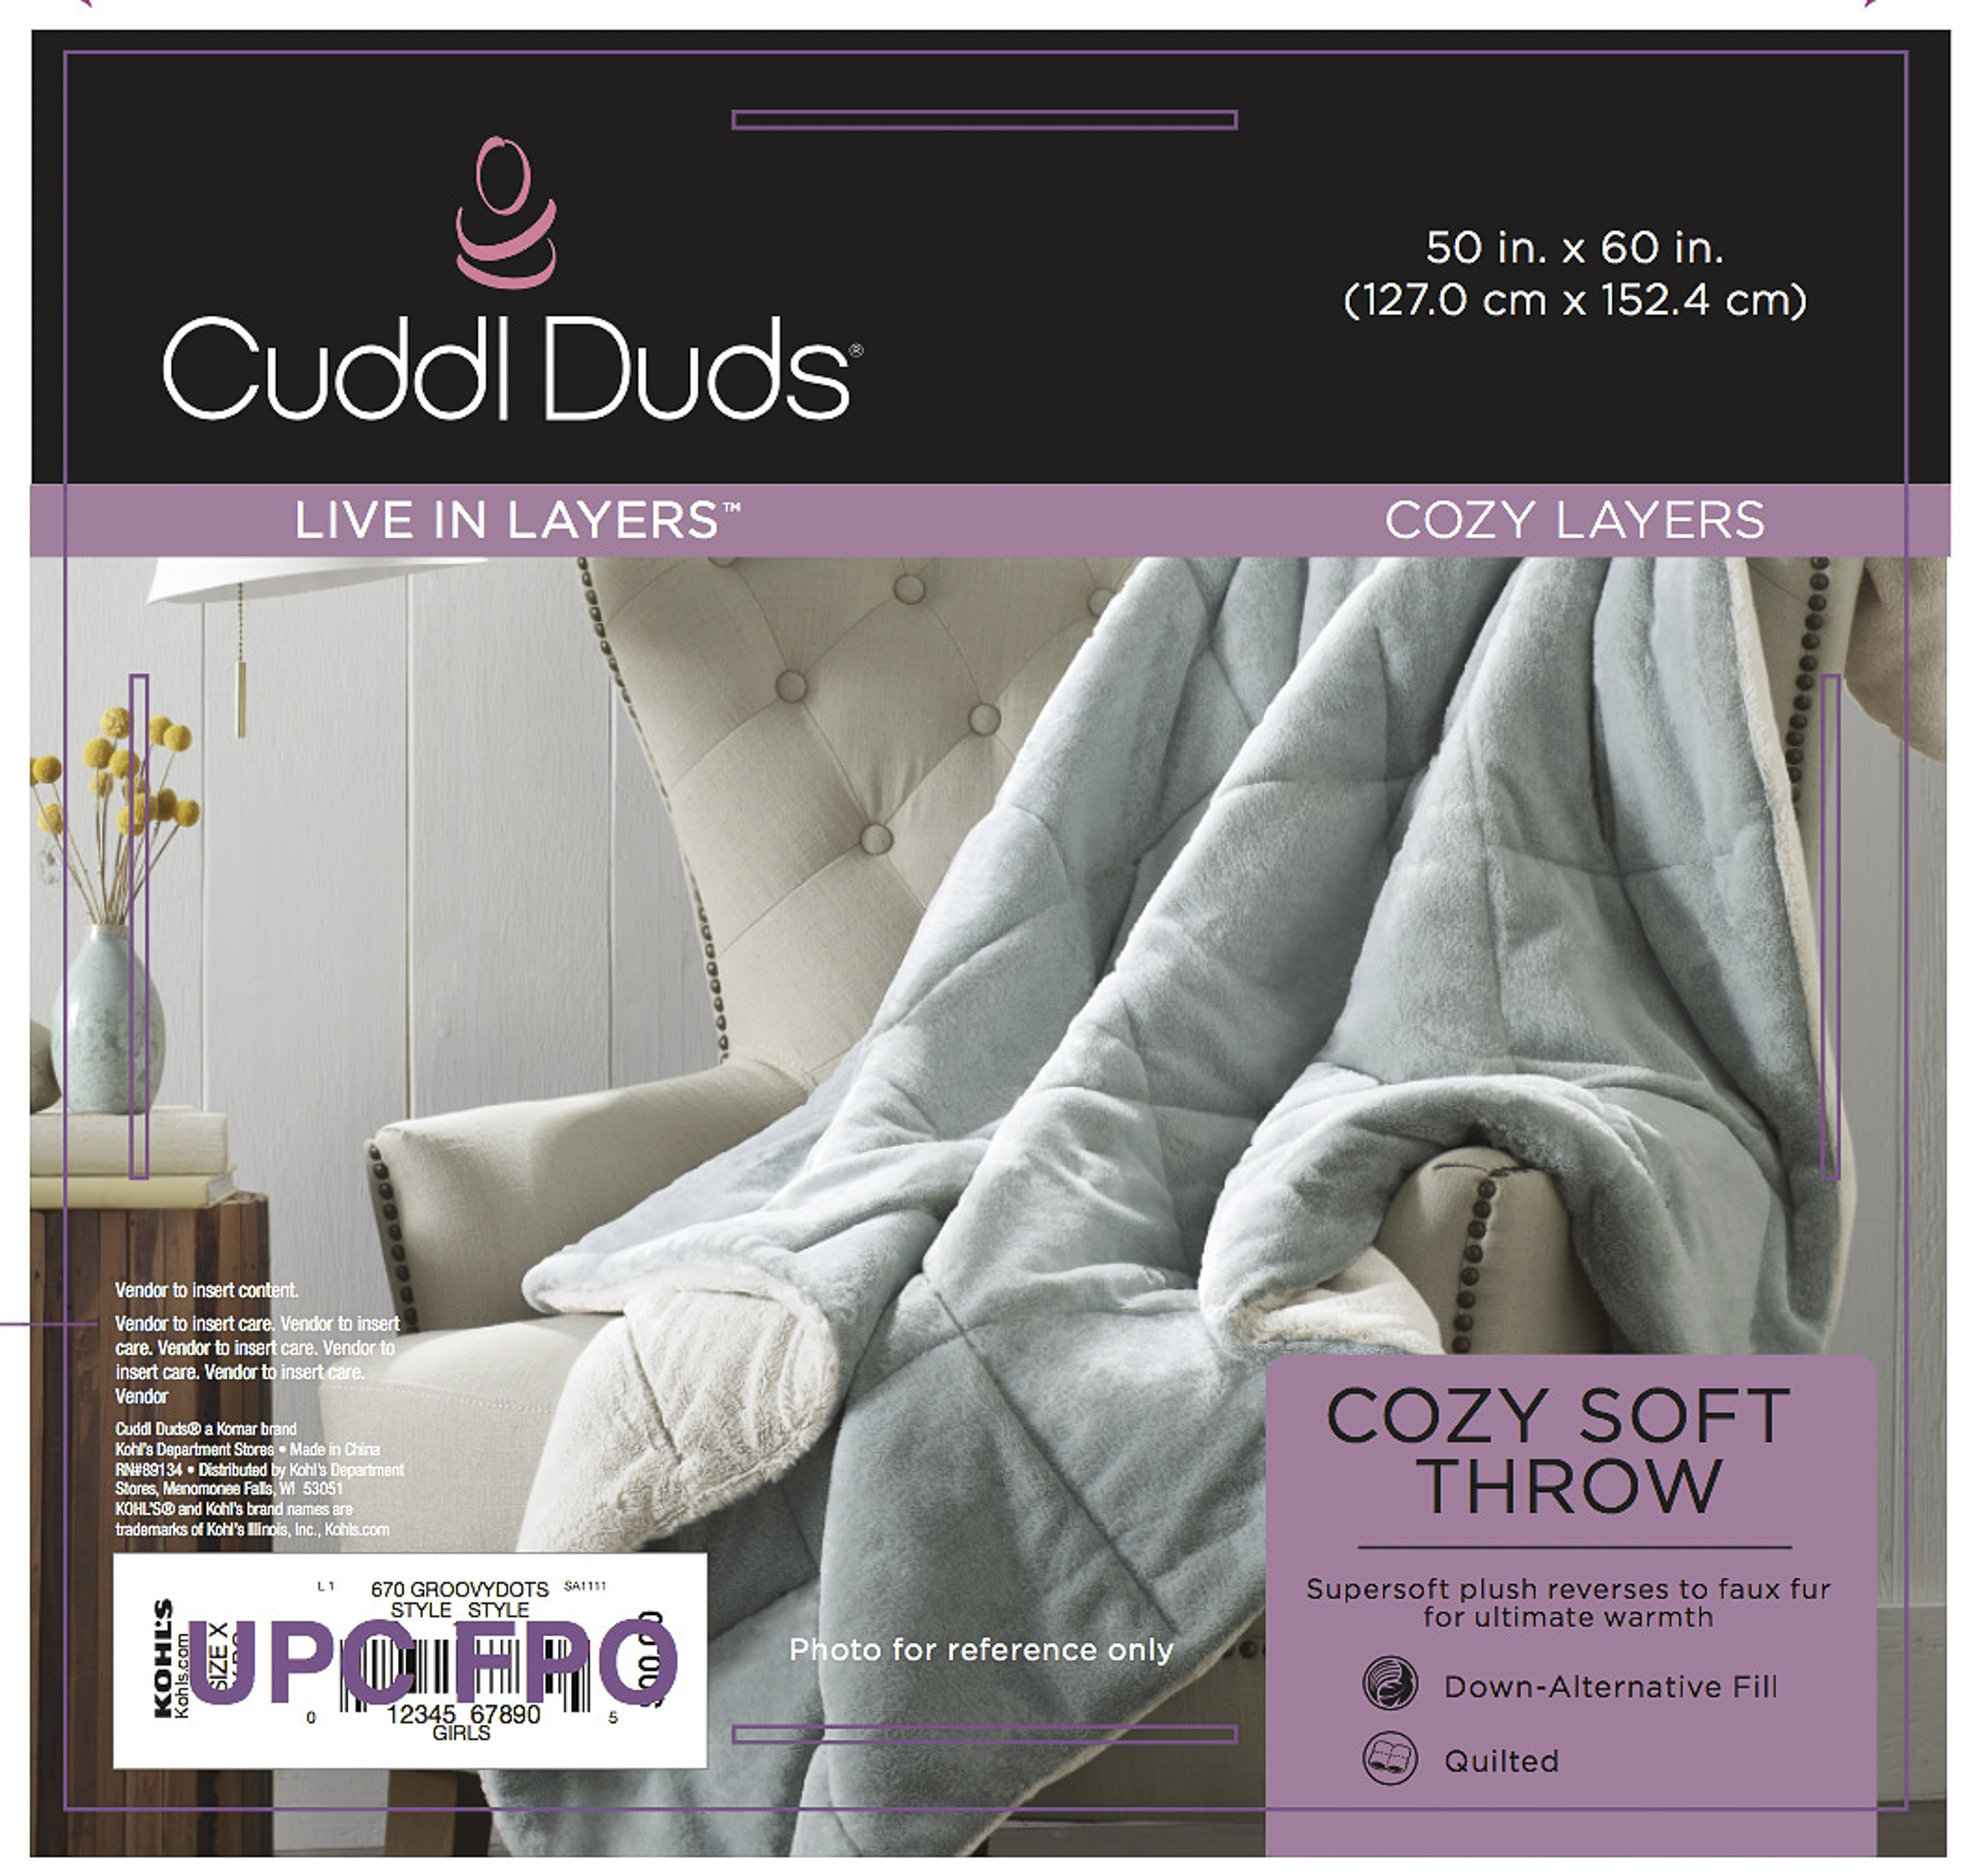 Cuddl Duds®
50 in. x 60 in.
(127.0 cm x 152.4 cm)
LIVE IN LAYERS™
COZY LAYERS
Vendor to insert content.
Vendor to insert care. Vendor to insert
care. Vendor to insert care. Vendor to
insert care. Vendor to insert care.
Vendor
Cuddl Duds® a Komar brand
Kohl's Department Stores • Made in China
RN#89134 • Distributed by Kohl's Department
Stores, Menomonee Falls, WI 53051
KOHL'S® and Kohl's brand names are
trademarks of Kohl's Illinois, Inc., Kohls.com
L 1 670 GROOVYDOTS SA1111
STYLE STYLE
KOHL'S
Kohls.com
SIZE X
UPC FPO
0 12345 67890 5
GIRLS
Photo for reference only
COZY SOFT
THROW
Supersoft plush reverses to faux fur
for ultimate warmth
Down-Alternative Fill
Quilted